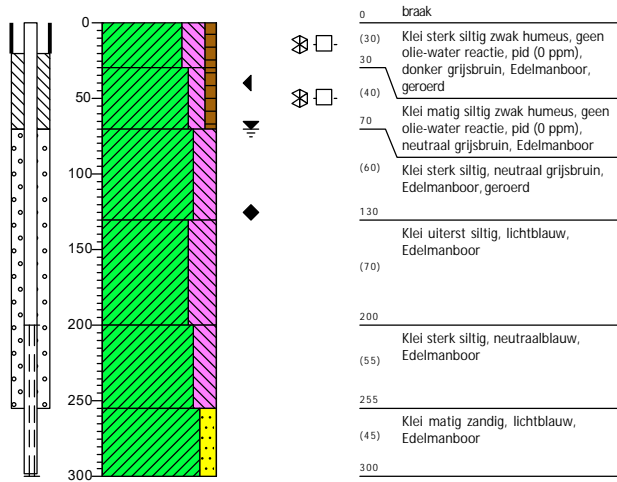 0
50
100
150
200
250
300
0
braak
(30)
Klei sterk siltig zwak humeus, geen
olie-water reactie, pid (0 ppm),
donker grijsbruin, Edelmanboor,
geroerd
30
(40)
Klei matig siltig zwak humeus, geen
olie-water reactie, pid (0 ppm),
neutraal grijsbruin, Edelmanboor
70
(60)
Klei sterk siltig, neutraal grijsbruin,
Edelmanboor, geroerd
130
Klei uiterst siltig, lichtblauw,
Edelmanboor
(70)
200
Klei sterk siltig, neutraalblauw,
Edelmanboor
(55)
255
Klei matig zandig, lichtblauw,
Edelmanboor
(45)
300